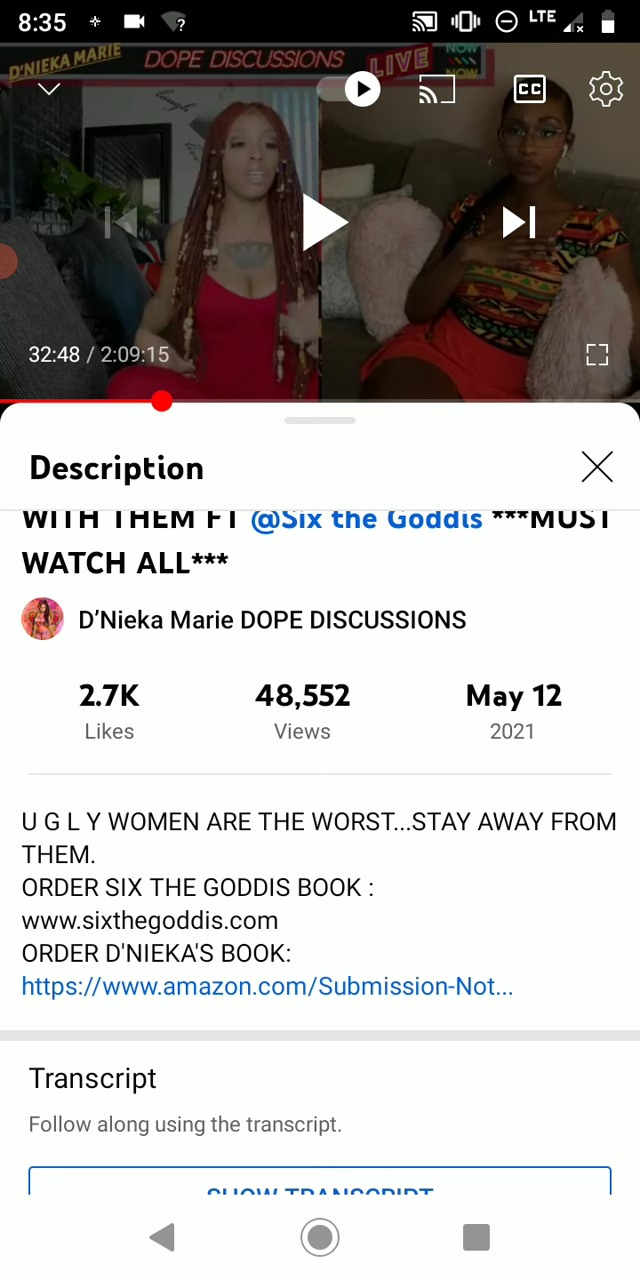 8:35
?
LTE
D'NIEKA MARIE DOPE DISCUSSIONS LIVE NOW
NOW
CC
laugh
32:48 / 2:09:15
Description
WITH THEM FT @Six the Goddis ***MUST
WATCH ALL***
D’Nieka Marie DOPE DISCUSSIONS
2.7K 48,552 May 12
Likes Views 2021
U G L Y WOMEN ARE THE WORST...STAY AWAY FROM
THEM.
ORDER SIX THE GODDIS BOOK :
www.sixthegoddis.com
ORDER D'NIEKA'S BOOK:
https://www.amazon.com/Submission-Not...
Transcript
Follow along using the transcript.
SHOW TRANSCRIPT